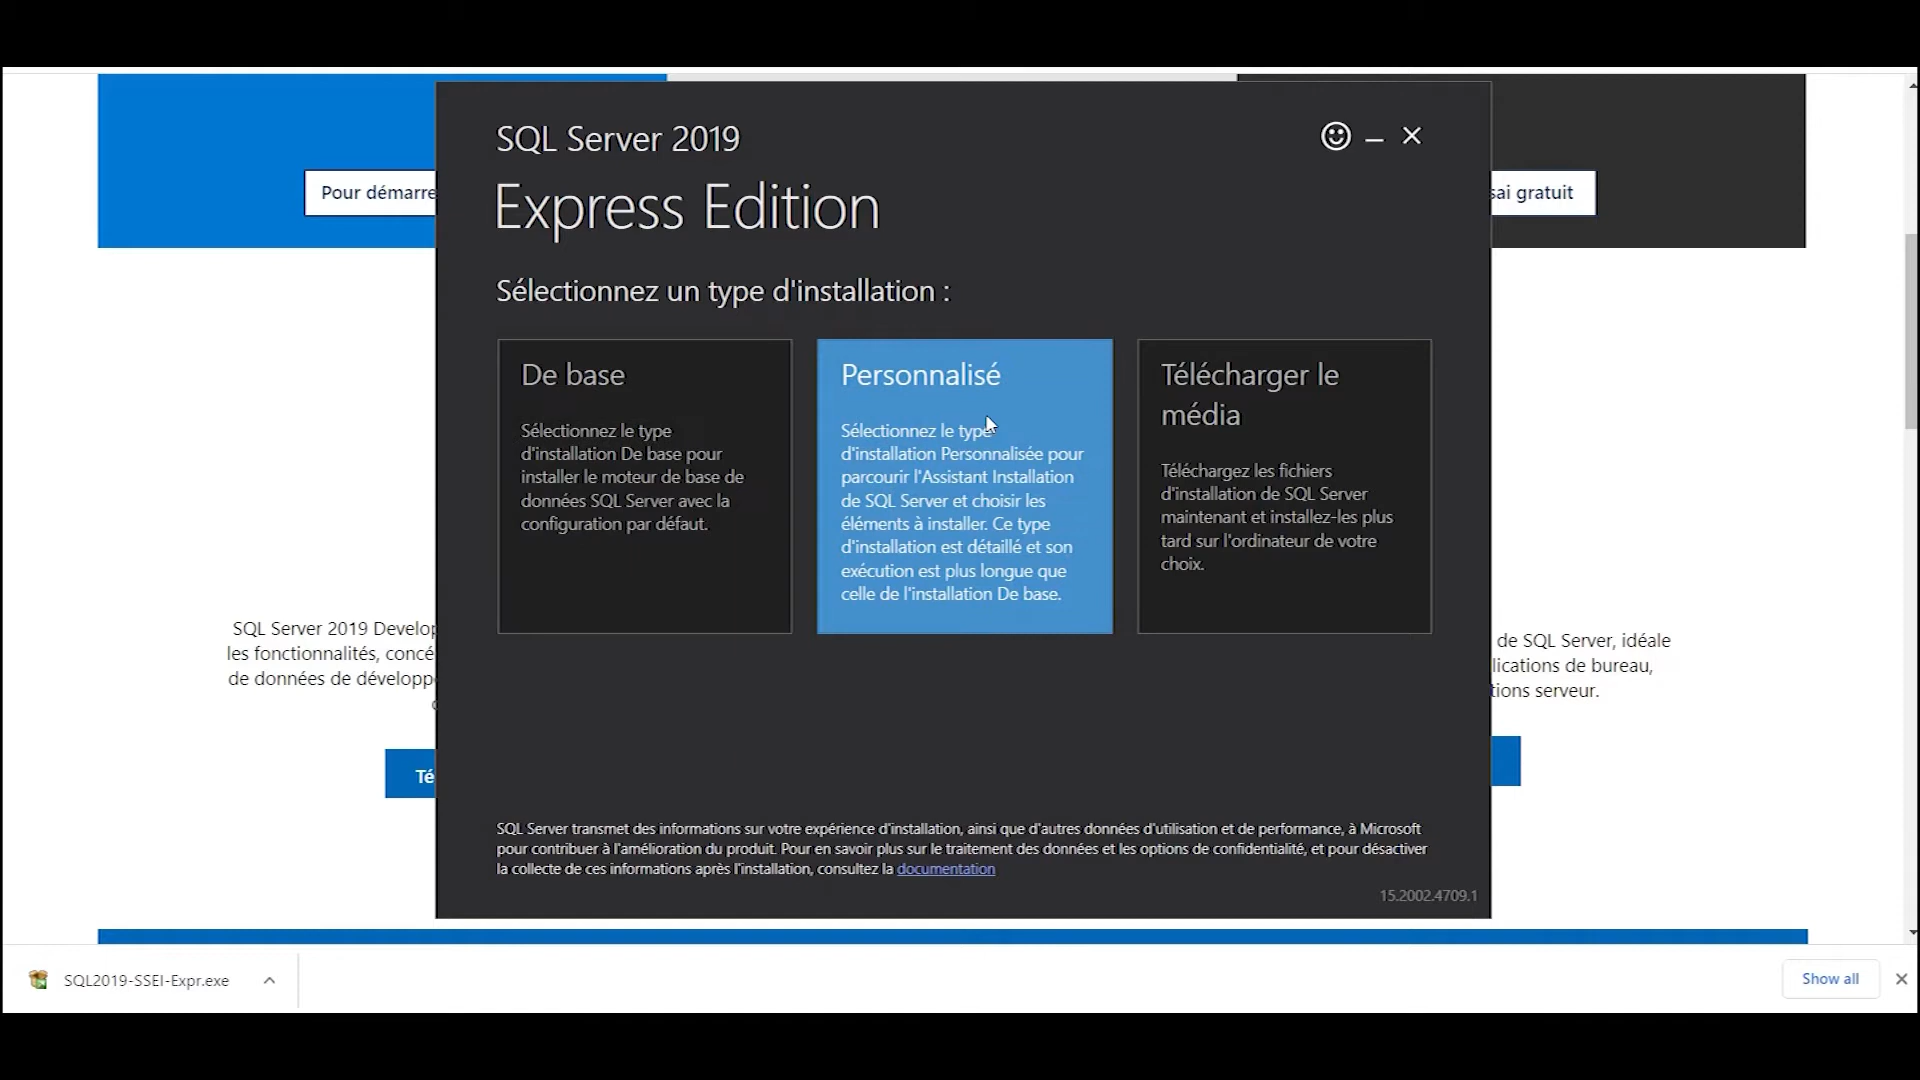 Pour démarre
sai gratuit
SQL Server 2019
Express Edition
Sélectionnez un type d'installation :
De base
Sélectionnez le type
d'installation De base pour
installer le moteur de base de
données SQL Server avec la
configuration par défaut.
Personnalisé
Sélectionnez le type
d'installation Personnalisée pour
parcourir l'Assistant Installation
de SQL Server et choisir les
éléments à installer. Ce type
d'installation est détaillé et son
exécution est plus longue que
celle de l'installation De base.
Télécharger le
média
Téléchargez les fichiers
d'installation de SQL Server
maintenant et installez-les plus
tard sur l'ordinateur de votre
choix.
SQL Server 2019 Develop
les fonctionnalités, concé
de données de développ
de SQL Server, idéale
lications de bureau,
tions serveur.
Té
SQL Server transmet des informations sur votre expérience d'installation, ainsi que d'autres données d'utilisation et de performance, à Microsoft
pour contribuer à l'amélioration du produit. Pour en savoir plus sur le traitement des données et les options de confidentialité, et pour désactiver
la collecte de ces informations après l'installation, consultez la documentation
15.2002.4709.1
SQL2019-SSEI-Expr.exe
Show all